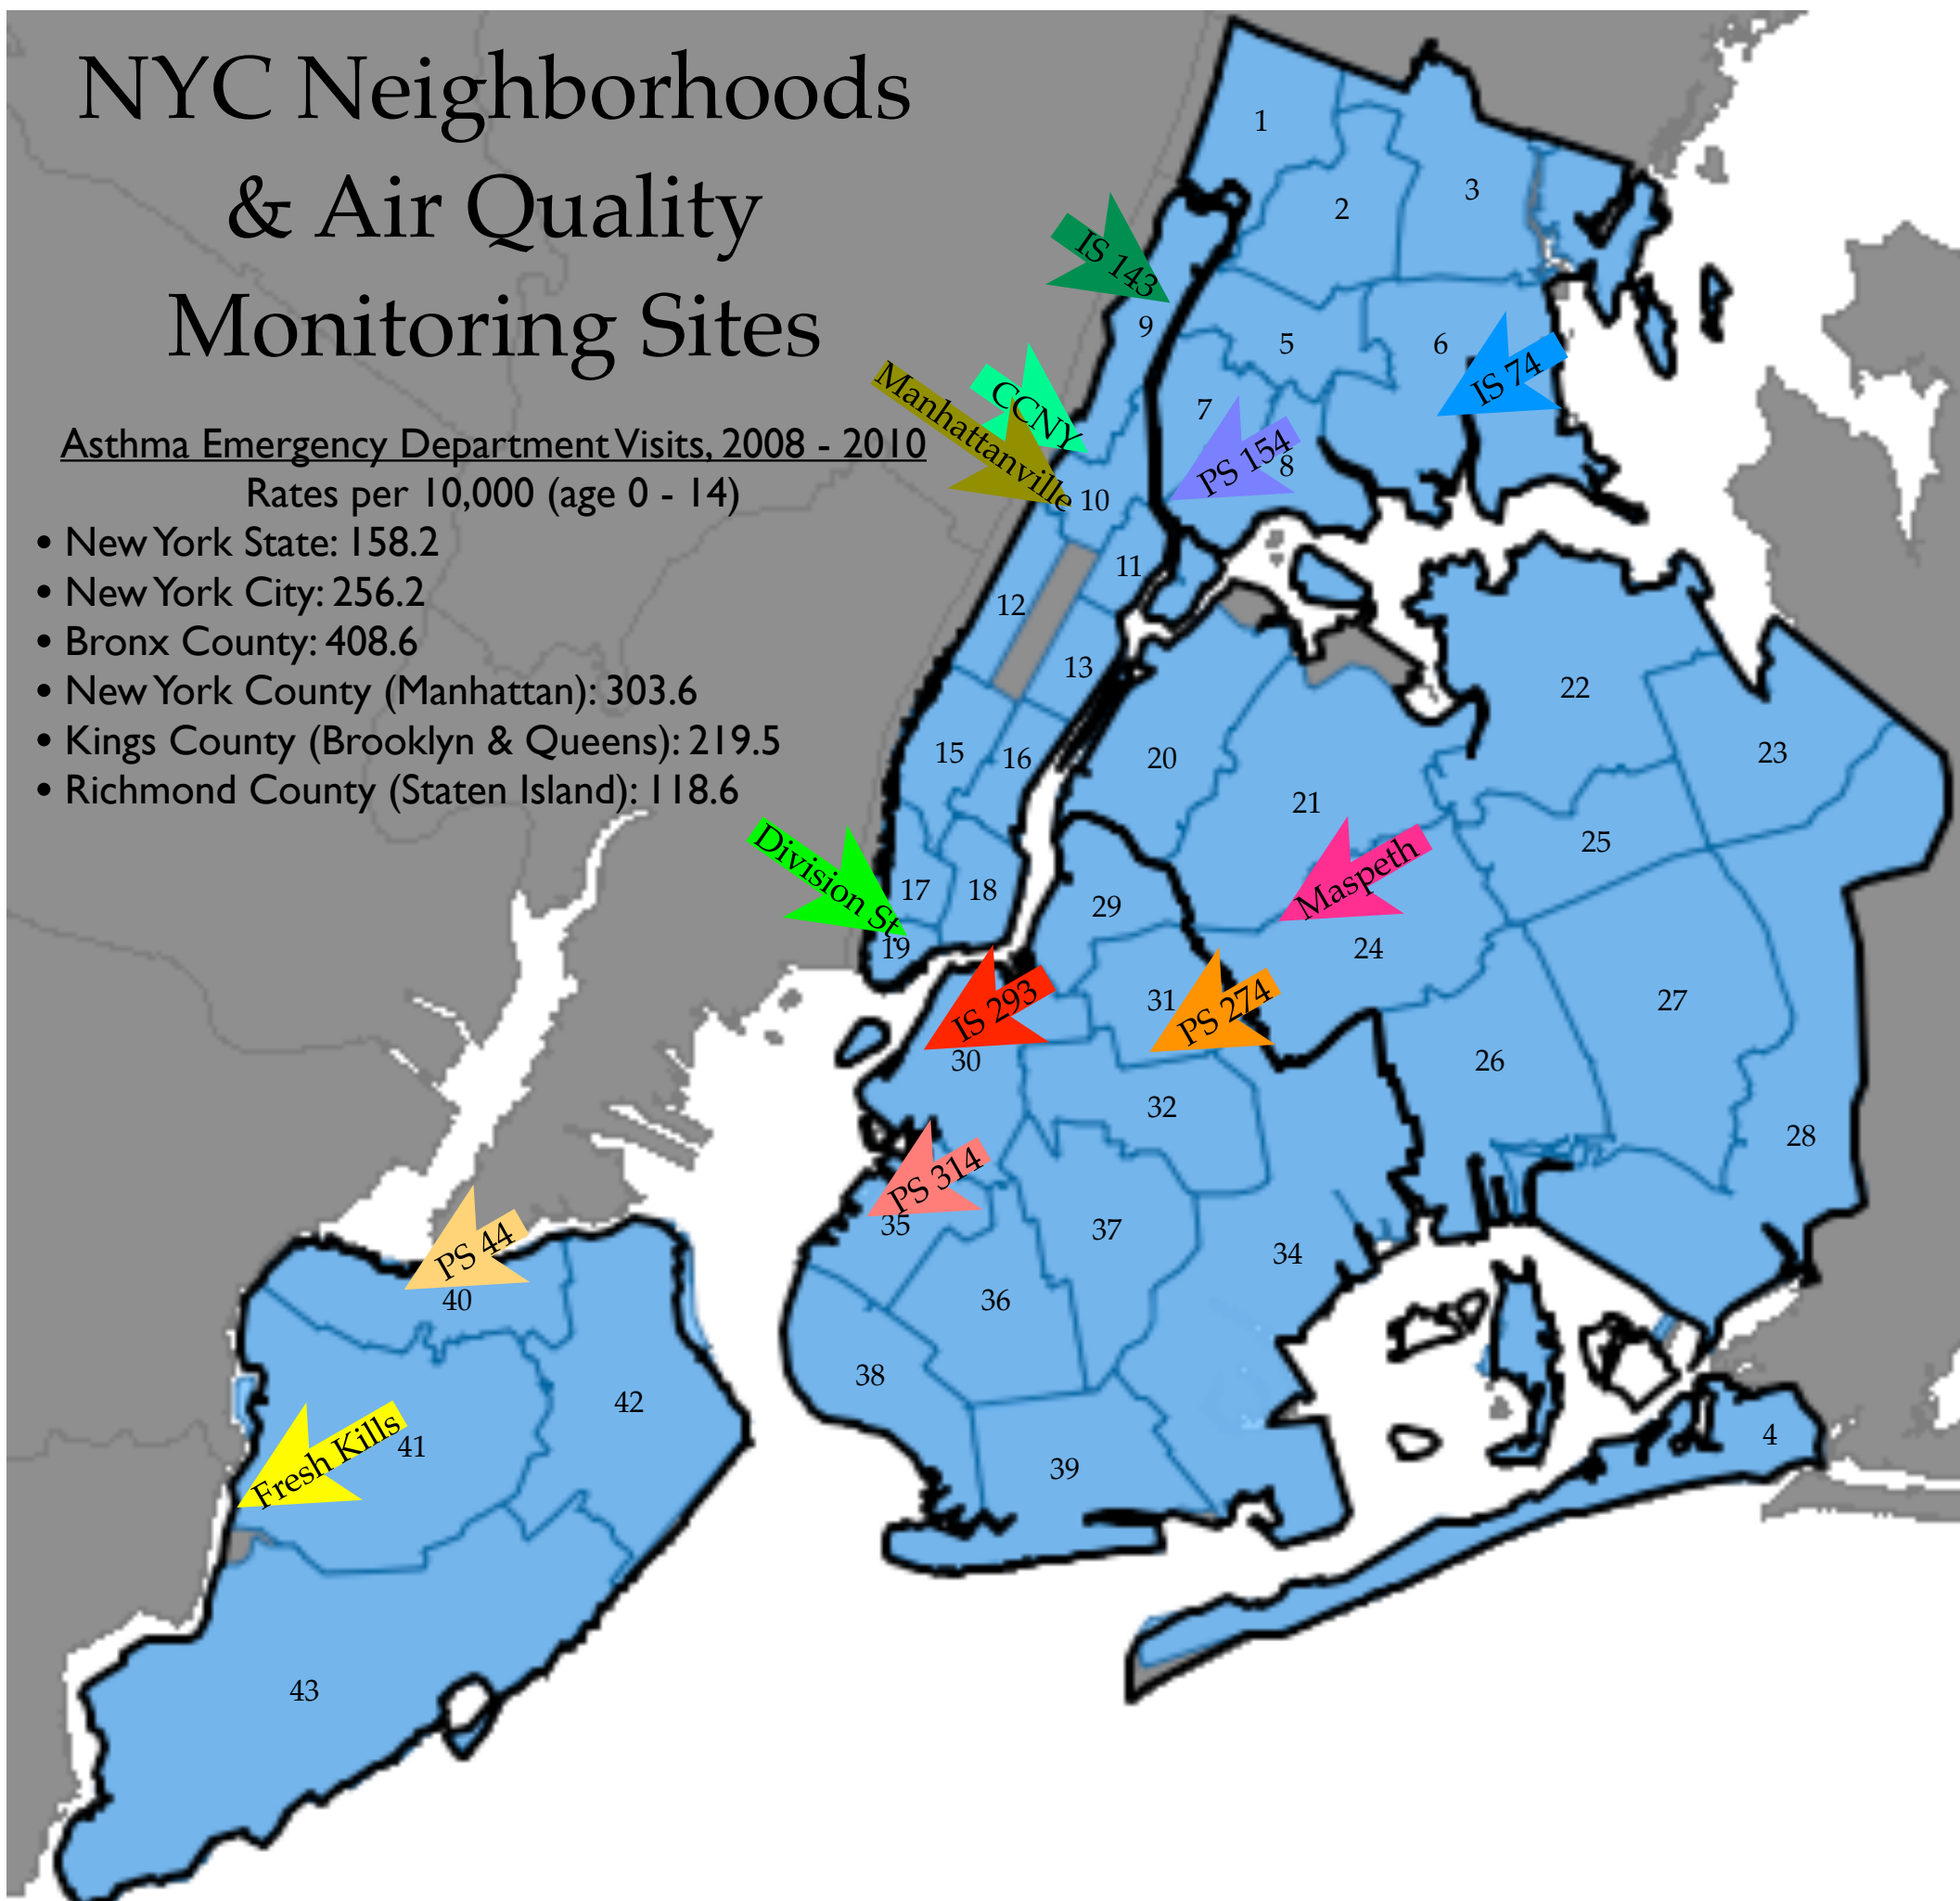 NYC Neighborhoods
& Air Quality
Monitoring Sites
Asthma Emergency Department Visits, 2008 - 2010
Rates per 10,000 (age 0 - 14)
• New York State: 158.2
• New York City: 256.2
• Bronx County: 408.6
• New York County (Manhattan): 303.6
• Kings County (Brooklyn & Queens): 219.5
• Richmond County (Staten Island): 118.6
1
2
3
IS 143
9
5
6
IS 74
CCNY
Manhattanville
7
PS 154
8
10
11
12
13
22
15
16
20
23
21
25
Division St.
17
18
Maspeth
29
19
24
IS 293
31
PS 274
27
30
26
32
28
PS 314
35
37
34
PS 44
40
36
38
42
4
Fresh Kills
41
39
43